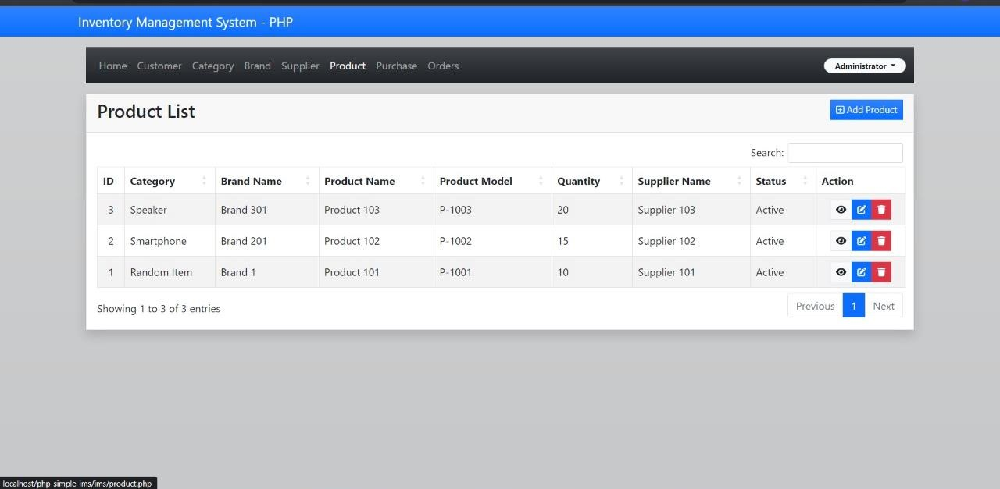 Inventory Management System - PHP
Home Customer Category Brand Supplier Product Purchase Orders Administrator
Product List Add Product
Search:
ID Category Brand Name Product Name Product Model Quantity Supplier Name Status Action
3 Speaker Brand 301 Product 103 P-1003 20 Supplier 103 Active
2 Smartphone Brand 201 Product 102 P-1002 15 Supplier 102 Active
1 Random Item Brand 1 Product 101 P-1001 10 Supplier 101 Active
Showing 1 to 3 of 3 entries Previous 1 Next
localhost/php-simple-ims/ims/product.php